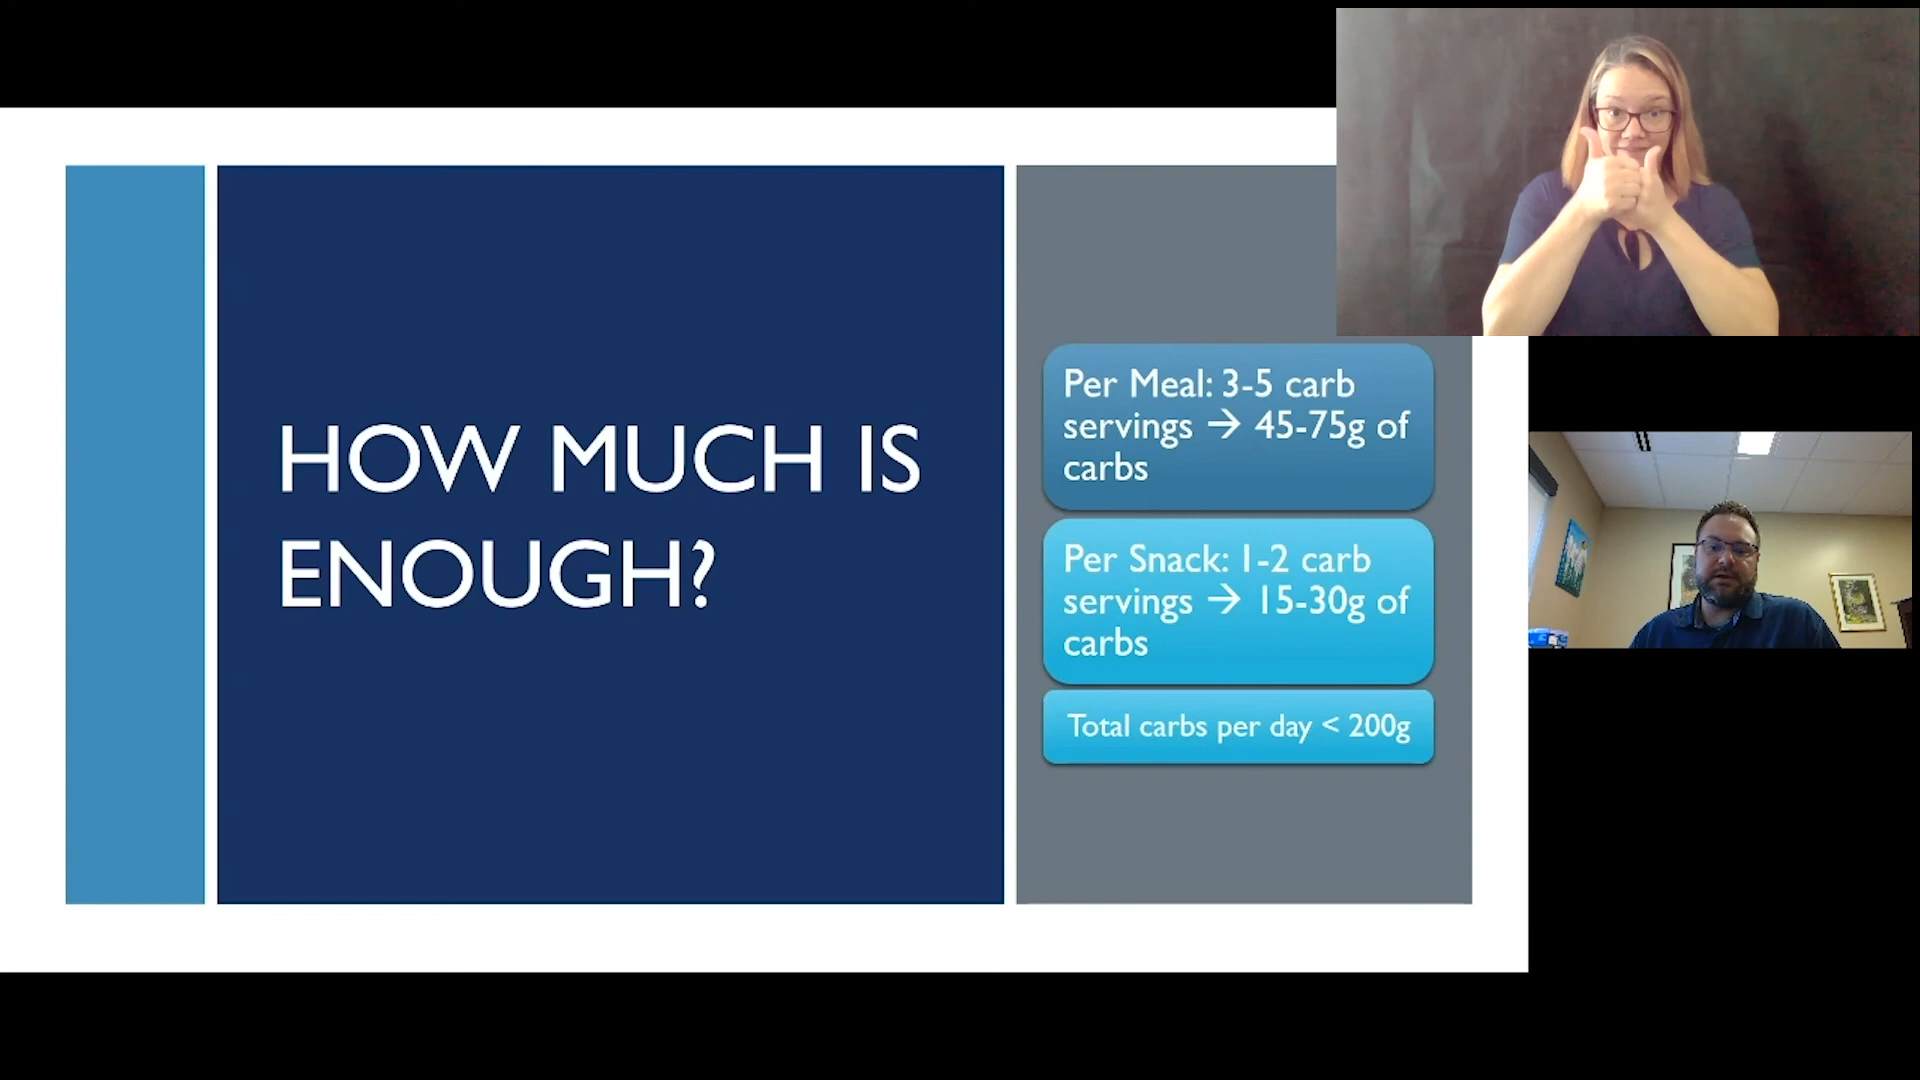 HOW MUCH IS
ENOUGH?
Per Meal: 3-5 carb
servings → 45-75g of
carbs
Per Snack: 1-2 carb
servings → 15-30g of
carbs
Total carbs per day < 200g